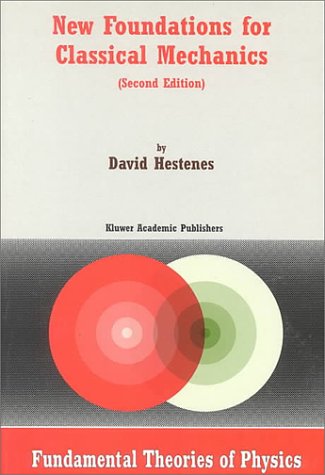 New Foundations for
Classical Mechanics
(Second Edition)
by
David Hestenes
Kluwer Academic Publishers
Fundamental Theories of Physics